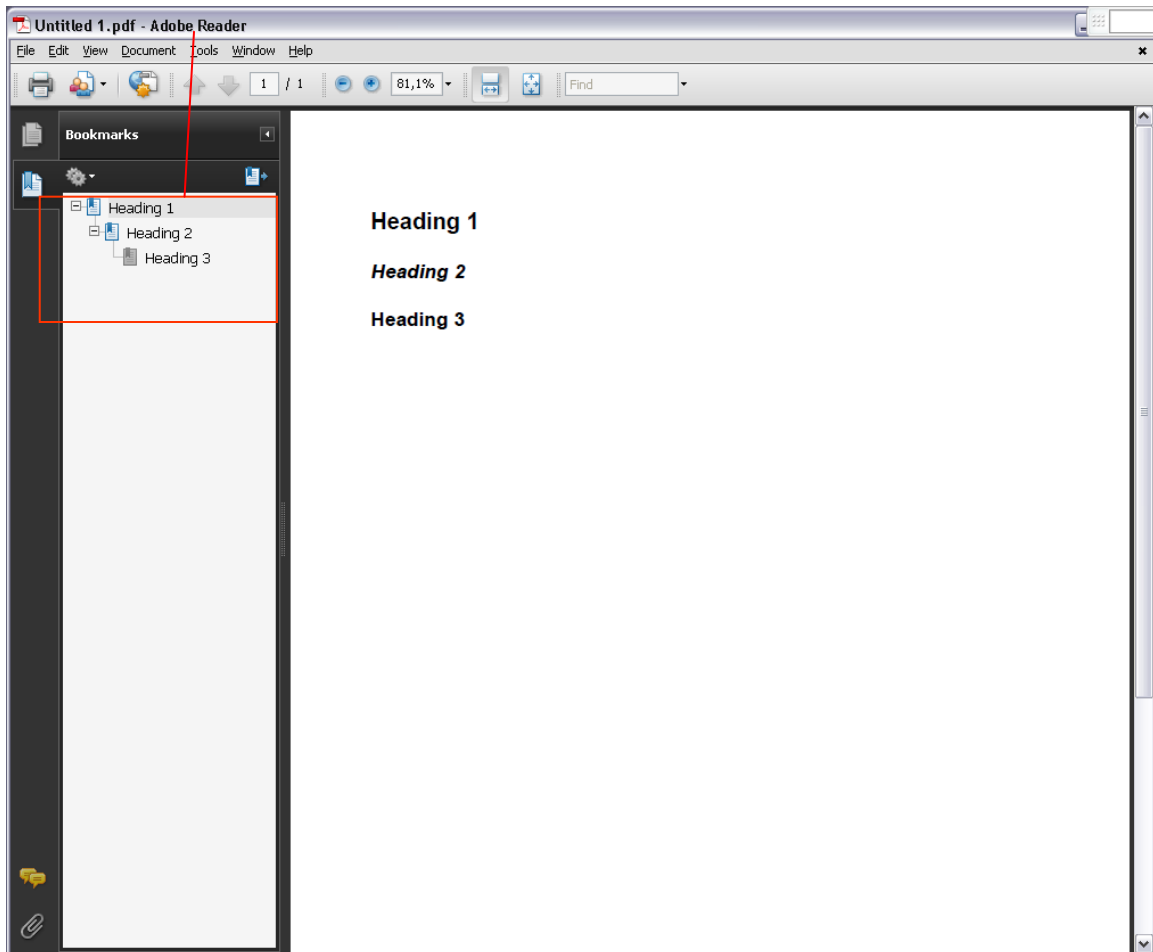 Untitled 1.pdf - Adobe Reader
File Edit View Document Tools Window Help
1 / 1 81,1% Find
Bookmarks
Heading 1
Heading 2
Heading 3
Heading 1
Heading 2
Heading 3